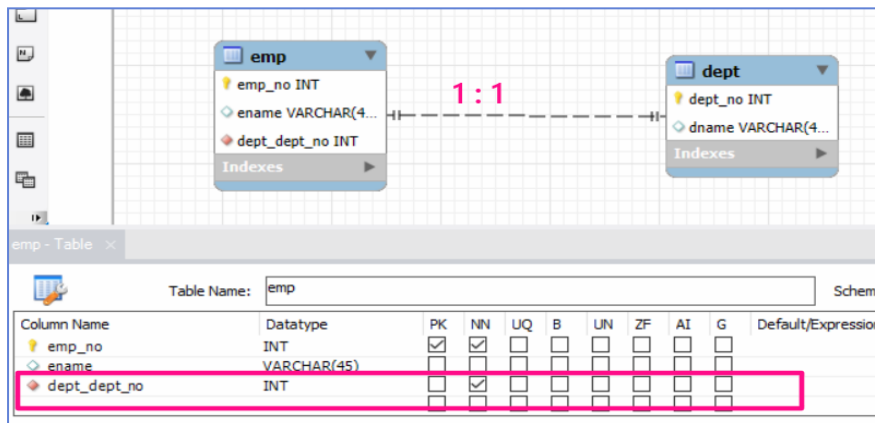 emp
emp_no INT
ename VARCHAR(4...
dept_dept_no INT
Indexes
1 : 1
dept
dept_no INT
dname VARCHAR(4...
Indexes
emp - Table
Table Name: emp Schem
Column Name Datatype PK NN UQ B UN ZF AI G Default/Expression
emp_no INT
ename VARCHAR(45)
dept_dept_no INT